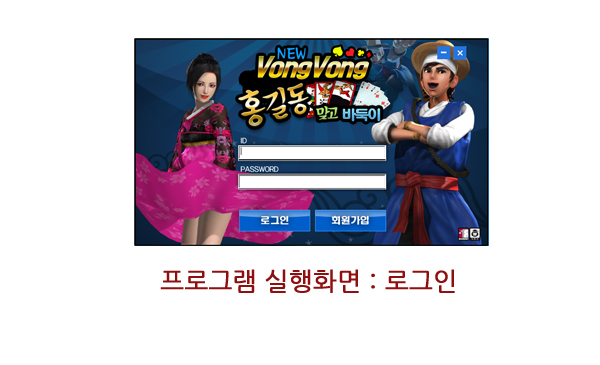 NEW
VongVong
홍길동
맞고 바둑이
ID
PASSWORD
로그인 회원가입
프로그램 실행화면 : 로그인